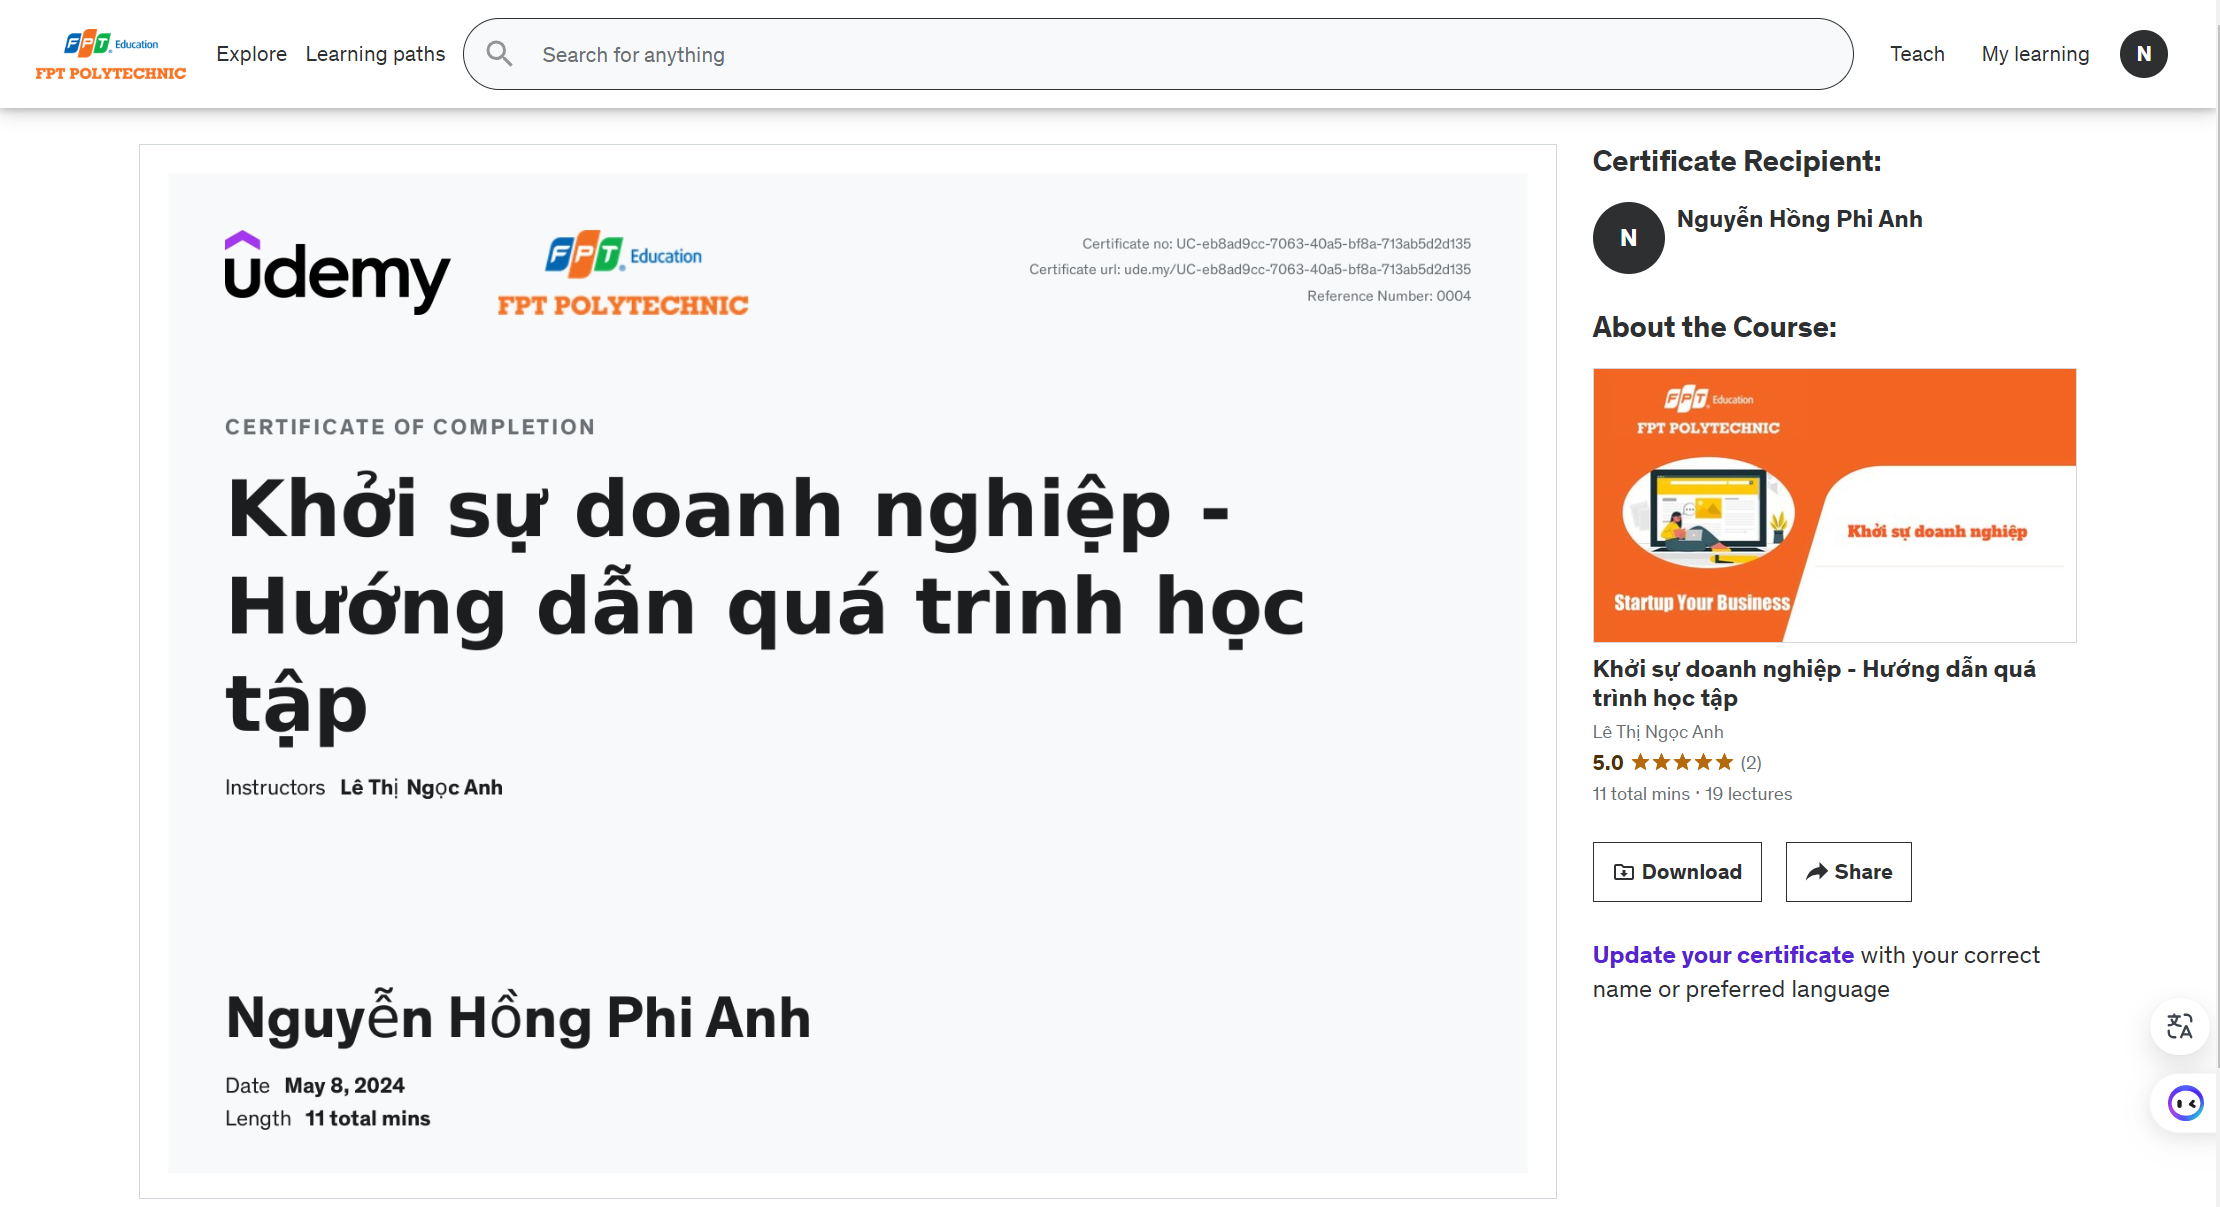 FPT Education
FPT POLYTECHNIC
Explore
Learning paths
Search for anything
Teach
My learning
N
udemy
FPT Education
FPT POLYTECHNIC
Certificate no: UC-eb8ad9cc-7063-40a5-bf8a-713ab5d2d135
Certificate url: ude.my/UC-eb8ad9cc-7063-40a5-bf8a-713ab5d2d135
Reference Number: 0004
CERTIFICATE OF COMPLETION
Khởi sự doanh nghiệp -
Hướng dẫn quá trình học
tập
Instructors Lê Thị Ngọc Anh
Nguyễn Hồng Phi Anh
Date May 8, 2024
Length 11 total mins
Certificate Recipient:
N
Nguyễn Hồng Phi Anh
About the Course:
FPT Education
FPT POLYTECHNIC
Khởi sự doanh nghiệp
Startup Your Business
Khởi sự doanh nghiệp - Hướng dẫn quá
trình học tập
Lê Thị Ngọc Anh
5.0 ★★★★★ (2)
11 total mins · 19 lectures
Download
Share
Update your certificate with your correct
name or preferred language